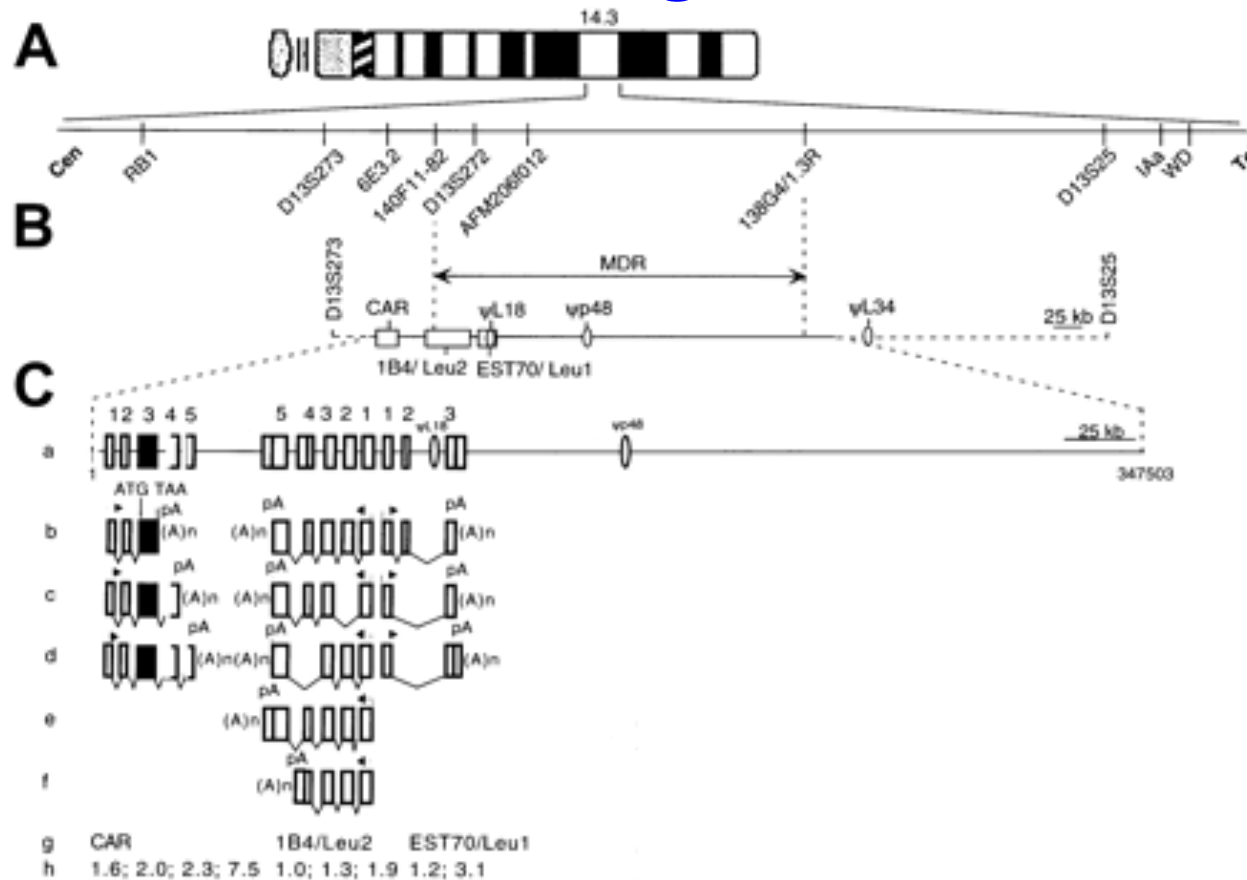 A
14.3
Cen RB1 D13S273 6E3.2 140F11-82 D13S272 AFM206f012 138G4/1.3R D13S25 IAa WD
B
D13S273 MDR D13S25
CAR ψL18 ψp48 ψL34 25 kb
1B4/ Leu2 EST70/ Leu1
C
1 2 3 4 5 5 4 3 2 1 1 2 ψL18 3 ψp48 25 kb
a
1 347503
ATG TAA
pA pA pA
b (A)n (A)n (A)n
pA pA pA
c (A)n (A)n (A)n
pA pA pA
d (A)n (A)n (A)n
pA
e (A)n
pA
f (A)n
g CAR 1B4/Leu2 EST70/Leu1
h 1.6; 2.0; 2.3; 7.5 1.0; 1.3; 1.9 1.2; 3.1